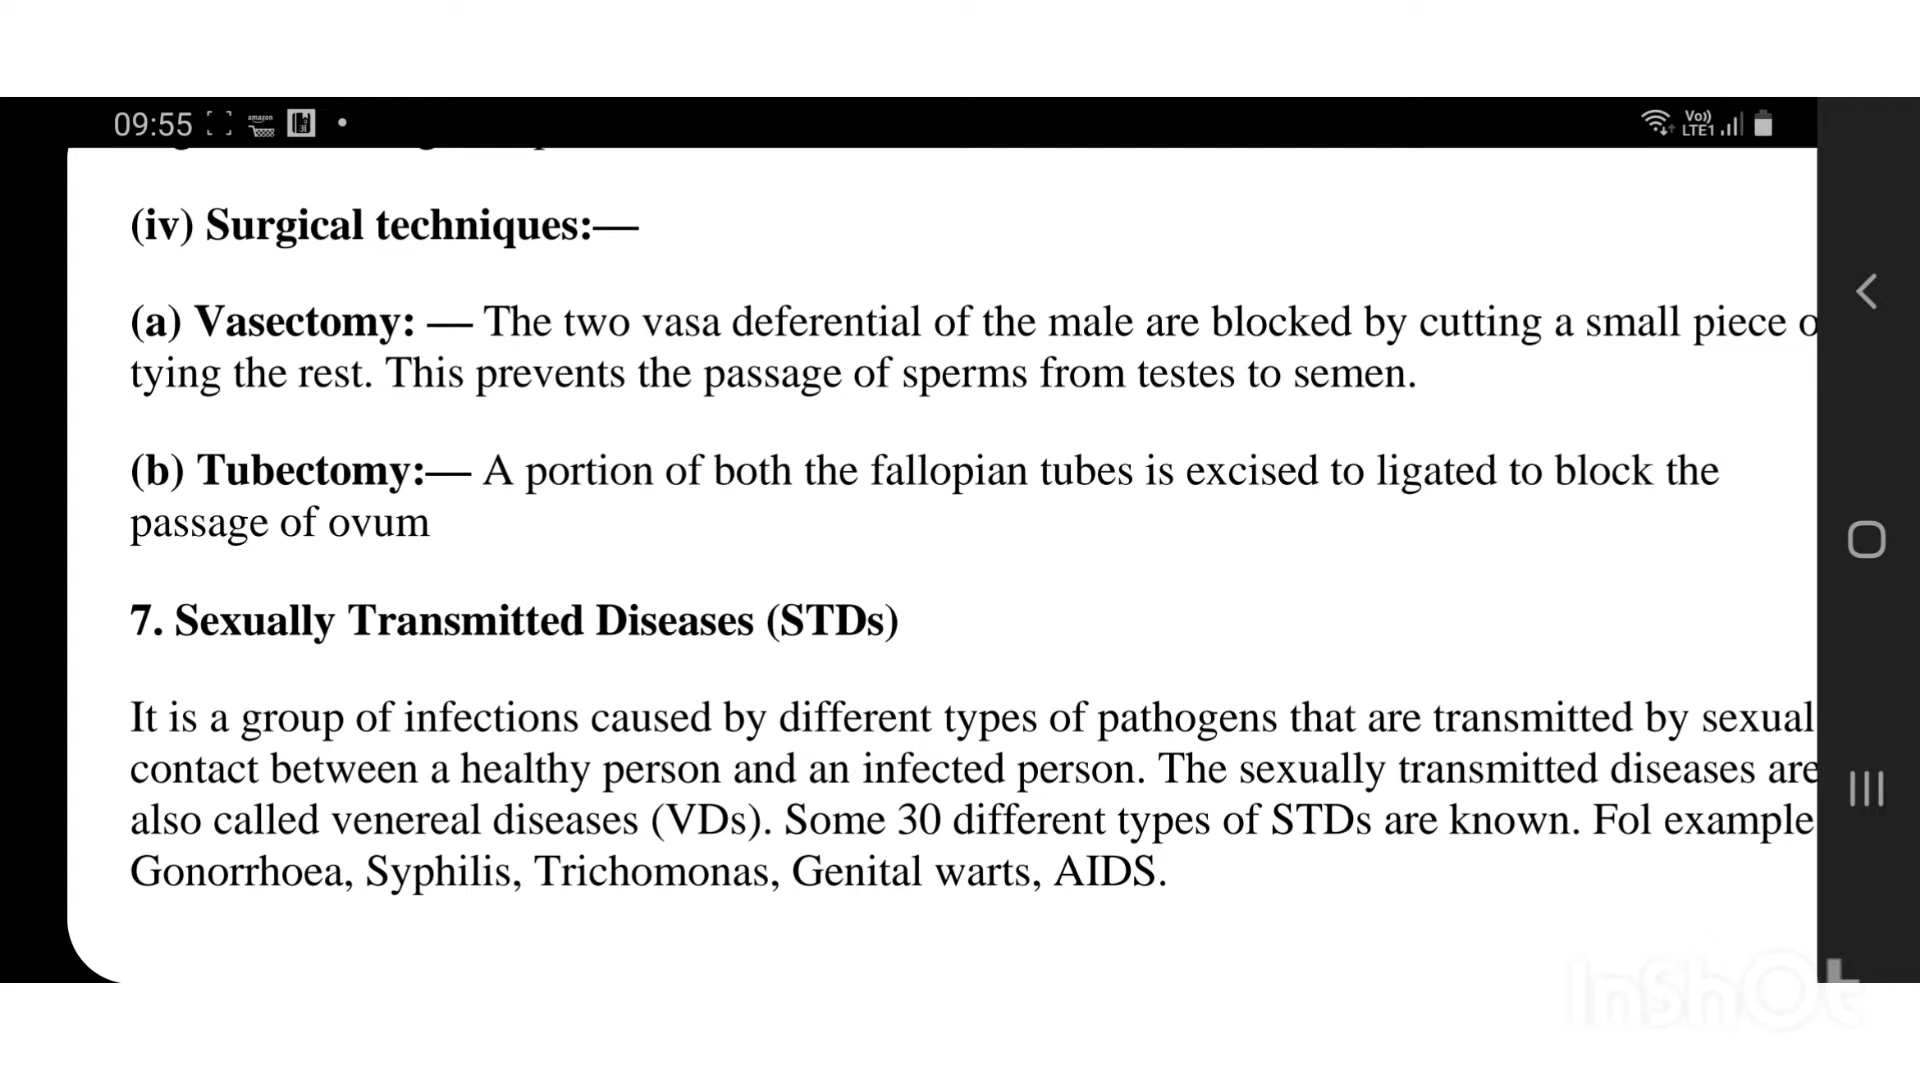 09:55 amazon 31 Vo)) LTE1
(iv) Surgical techniques:—
(a) Vasectomy: — The two vasa deferential of the male are blocked by cutting a small piece o
tying the rest. This prevents the passage of sperms from testes to semen.
(b) Tubectomy:— A portion of both the fallopian tubes is excised to ligated to block the
passage of ovum
7. Sexually Transmitted Diseases (STDs)
It is a group of infections caused by different types of pathogens that are transmitted by sexual
contact between a healthy person and an infected person. The sexually transmitted diseases are
also called venereal diseases (VDs). Some 30 different types of STDs are known. Fol example
Gonorrhoea, Syphilis, Trichomonas, Genital warts, AIDS.
InShOt